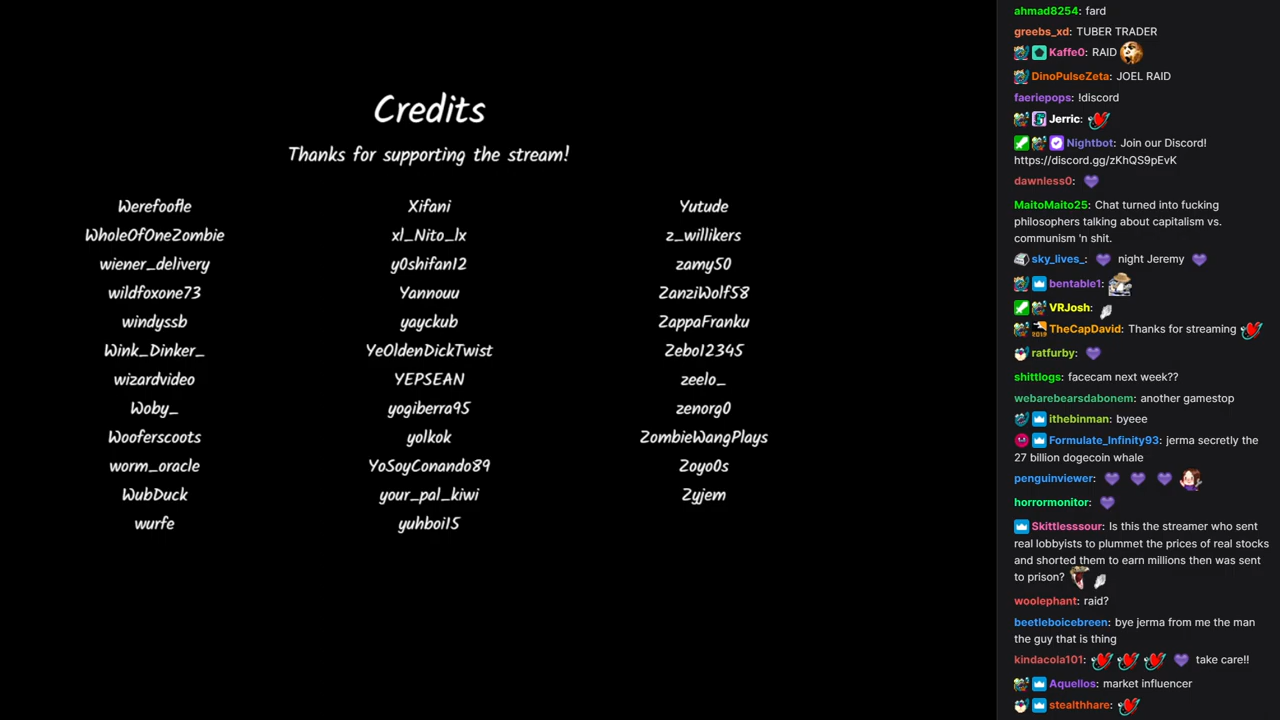 Credits
Thanks for supporting the stream!
Werefoofle
WholeOfOneZombie
wiener_delivery
wildfoxone73
windyssb
Wink_Dinker_
wizardvideo
Woby_
Wooferscoots
worm_oracle
WubDuck
wurfe
Xifani
xl_Nito_lx
y0shifan12
Yannouu
yayckub
YeOldenDickTwist
YEPSEAN
yogiberra95
yolkok
YoSoyConando89
your_pal_kiwi
yuhboi15
Yutude
z_willikers
zamy50
ZanziWolf58
ZappaFranku
Zebo12345
zeelo_
zenorg0
ZombieWangPlays
Zoyo0s
Zyjem
ahmad8254: fard
greebs_xd: TUBER TRADER
Kaffe0: RAID
DinoPulseZeta: JOEL RAID
faeriepops: !discord
Jerric:
Nightbot: Join our Discord!
https://discord.gg/zKhQS9pEvK
dawnless0:
MaitoMaito25: Chat turned into fucking
philosophers talking about capitalism vs.
communism 'n shit.
sky_lives_: night Jeremy
bentable1:
VRJosh:
TheCapDavid: Thanks for streaming
ratfurby:
shittlogs: facecam next week??
webarebearsdabonem: another gamestop
ithebinman: byeee
Formulate_Infinity93: jerma secretly the
27 billion dogecoin whale
penguinviewer:
horrormonitor:
Skittlesssour: Is this the streamer who sent
real lobbyists to plummet the prices of real stocks
and shorted them to earn millions then was sent
to prison?
woolephant: raid?
beetleboicebreen: bye jerma from me the man
the guy that is thing
kindacola101: take care!!
Aquellos: market influencer
stealthhare: